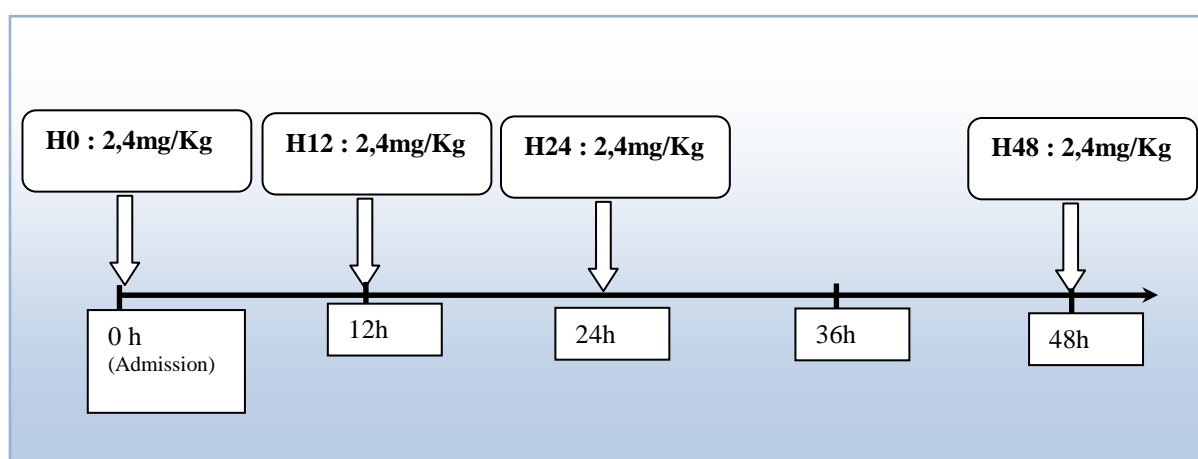 H0 : 2,4mg/Kg
H12 : 2,4mg/Kg
H24 : 2,4mg/Kg
H48 : 2,4mg/Kg
0 h
(Admission)
12h
24h
36h
48h